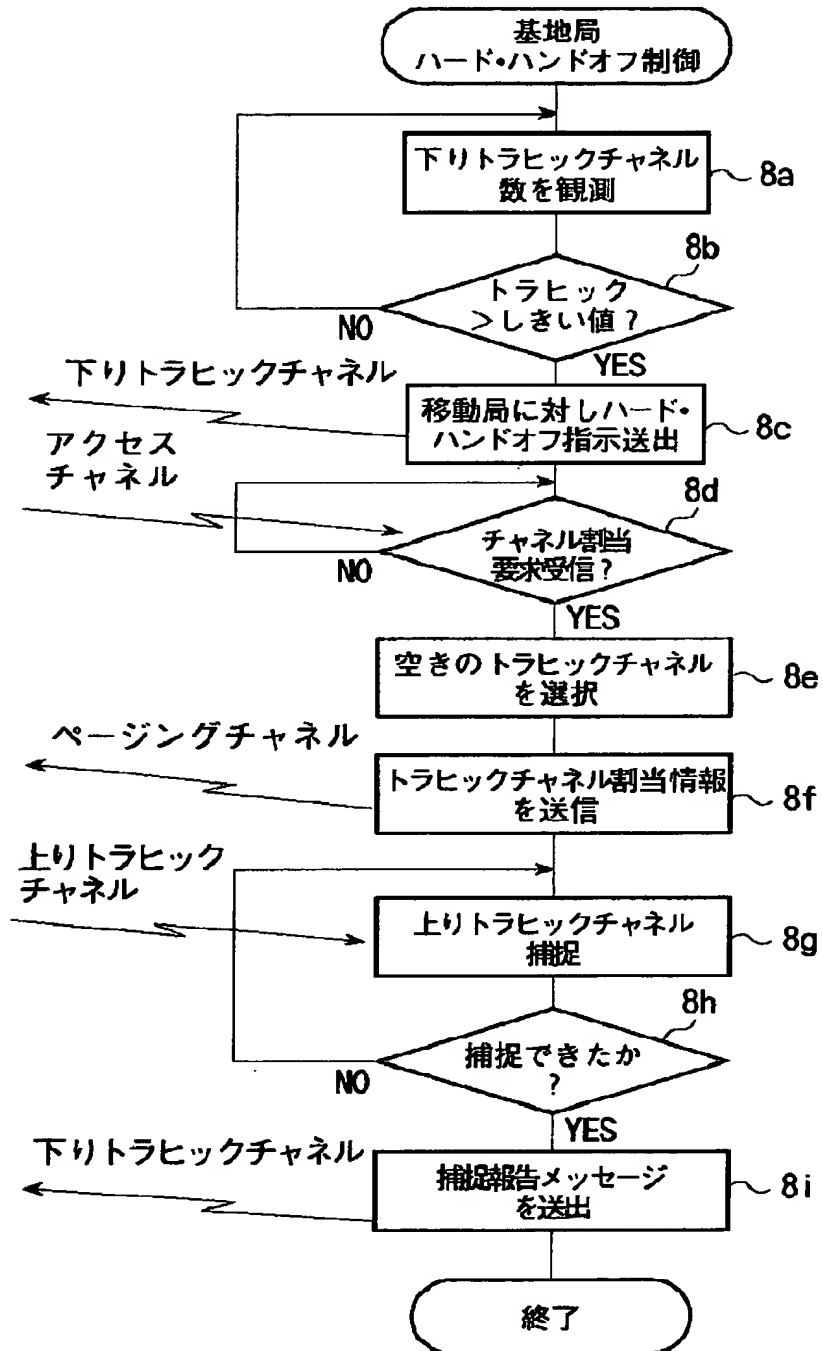 基地局
ハード・ハンドオフ制御
下りトラヒックチャネル
数を観測
8a
8b
トラヒック
>しきい値?
NO
YES
下りトラヒックチャネル
移動局に対しハード・
ハンドオフ指示送出
8c
アクセス
チャネル
8d
チャネル割当
要求受信?
NO
YES
空きのトラヒックチャネル
を選択
8e
ページングチャネル
トラヒックチャネル割当情報
を送信
8f
上りトラヒック
チャネル
上りトラヒックチャネル
捕捉
8g
8h
捕捉できたか
?
NO
YES
下りトラヒックチャネル
捕捉報告メッセージ
を送出
8i
終了